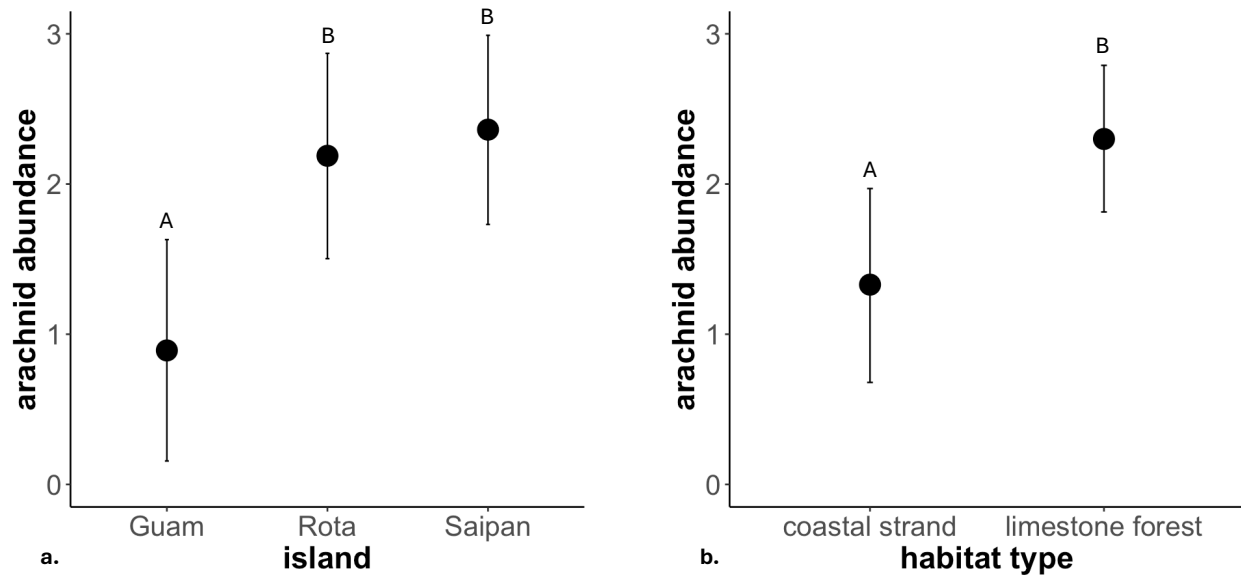 arachnid abundance
3
2
1
0
A
B
B
Guam
Rota
Saipan
a.
island
arachnid abundance
3
2
1
0
A
B
coastal strand
limestone forest
b.
habitat type